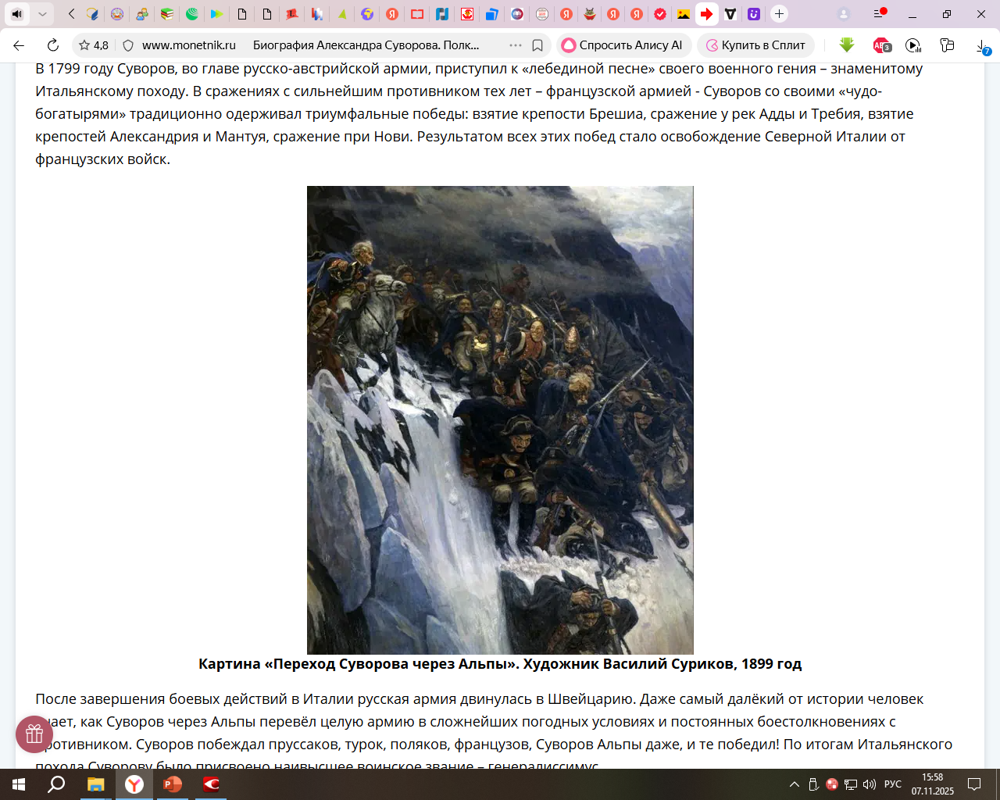 4,8
www.monetnik.ru
Биография Александра Суворова. Полк...
Спросить Алису AI
Купить в Сплит
АВ
3
7
В 1799 году Суворов, во главе русско-австрийской армии, приступил к «лебединой песне» своего военного гения – знаменитому
Итальянскому походу. В сражениях с сильнейшим противником тех лет – французской армией - Суворов со своими «чудо-
богатырями» традиционно одерживал триумфальные победы: взятие крепости Брешиа, сражение у рек Адды и Требия, взятие
крепостей Александрия и Мантуя, сражение при Нови. Результатом всех этих побед стало освобождение Северной Италии от
французских войск.
Картина «Переход Суворова через Альпы». Художник Василий Суриков, 1899 год
После завершения боевых действий в Италии русская армия двинулась в Швейцарию. Даже самый далёкий от истории человек
знает, как Суворов через Альпы перевёл целую армию в сложнейших погодных условиях и постоянных боестолкновениях с
противником. Суворов побеждал пруссаков, турок, поляков, французов, Суворов Альпы даже, и те победил! По итогам Итальянского
похода Суворову было присвоено наивысшее воинское звание – генералиссимус
РУС
15:58
07.11.2025